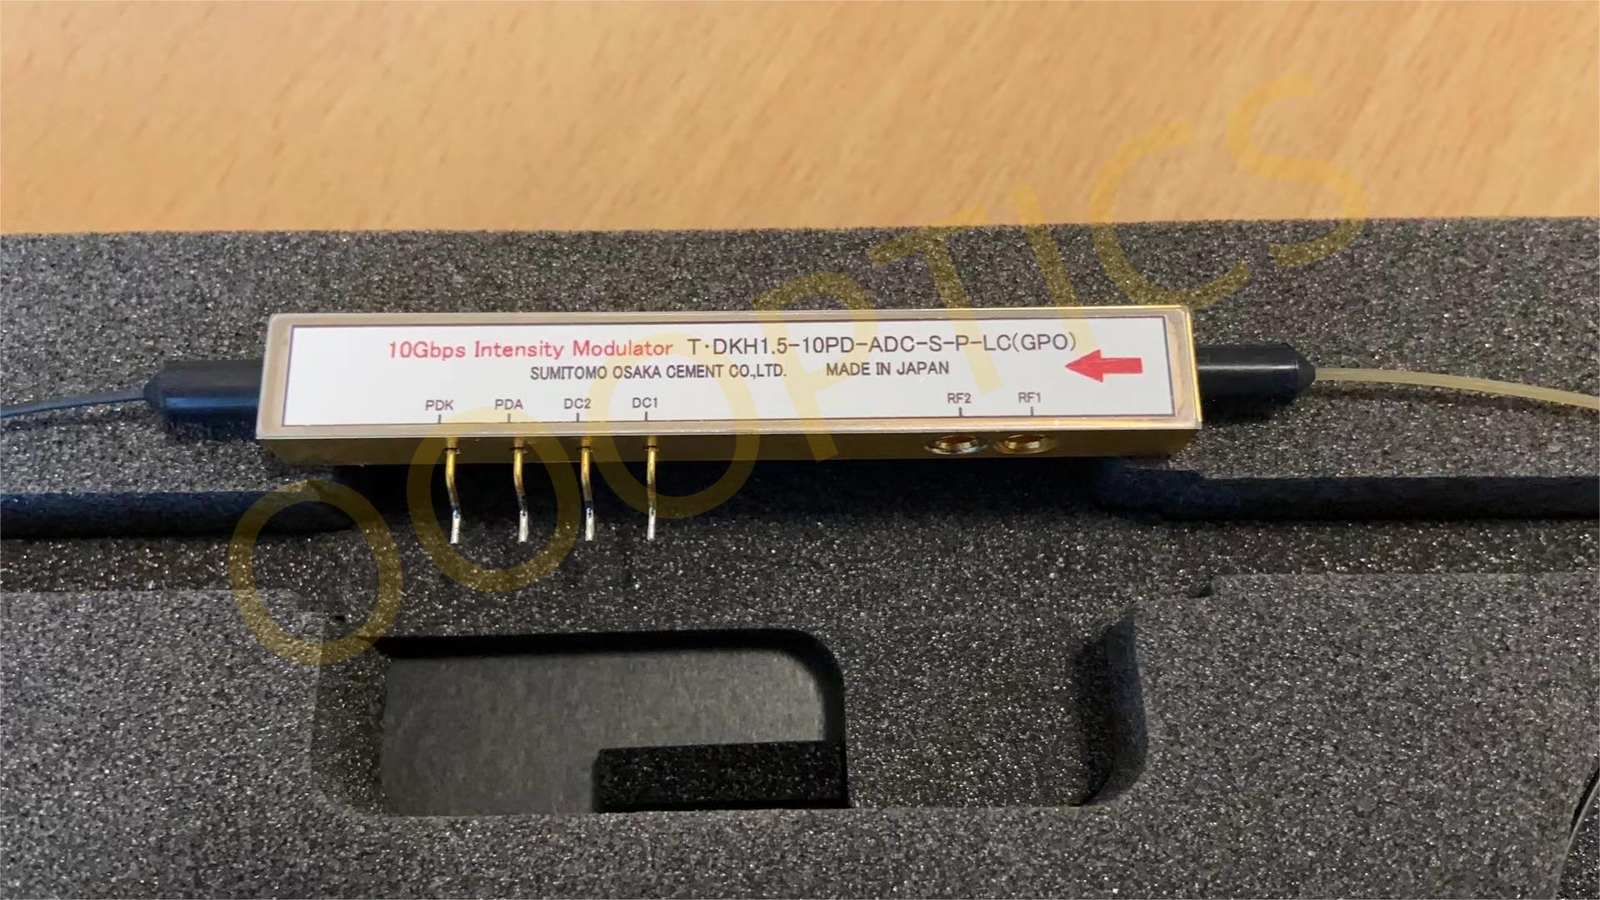 10Gbps Intensity Modulator T·DKH1.5-10PD-ADC-S-P-LC(GPO)
SUMITOMO OSAKA CEMENT CO.,LTD. MADE IN JAPAN
PDK PDA DC2 DC1 RF2 RF1
OOOPTICS